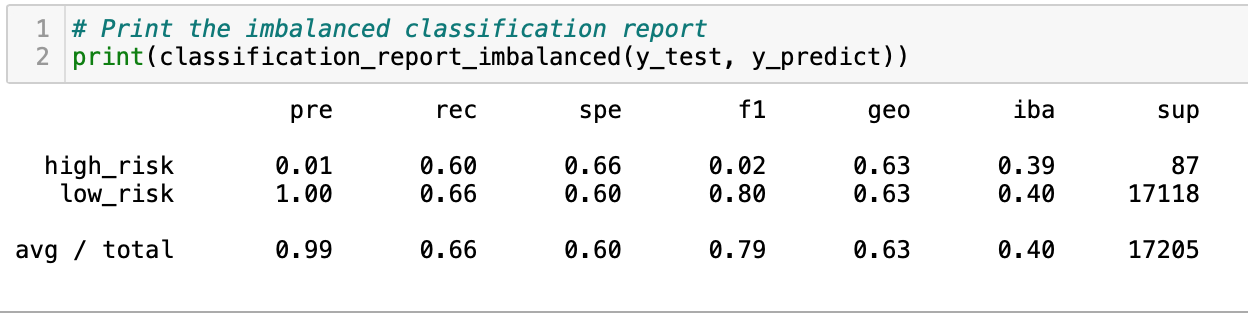 1 # Print the imbalanced classification report
2 print(classification_report_imbalanced(y_test, y_predict))
pre rec spe f1 geo iba sup
high_risk 0.01 0.60 0.66 0.02 0.63 0.39 87
low_risk 1.00 0.66 0.60 0.80 0.63 0.40 17118
avg / total 0.99 0.66 0.60 0.79 0.63 0.40 17205